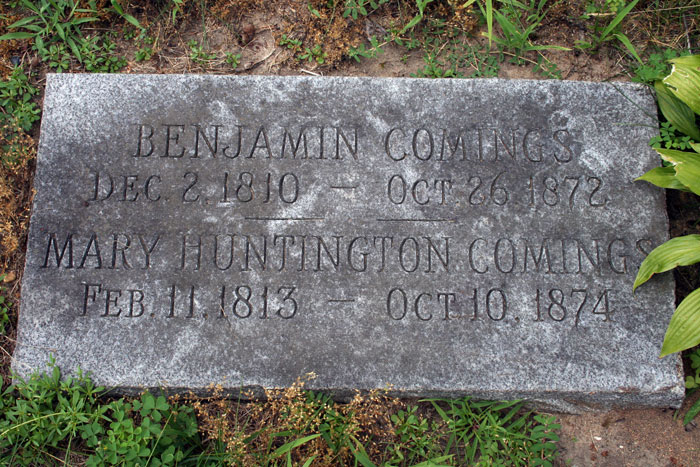 BENJAMIN COMINGS
DEC. 2, 1810 — OCT. 26, 1872
MARY HUNTINGTON COMINGS
FEB. 11, 1813 — OCT. 10, 1874